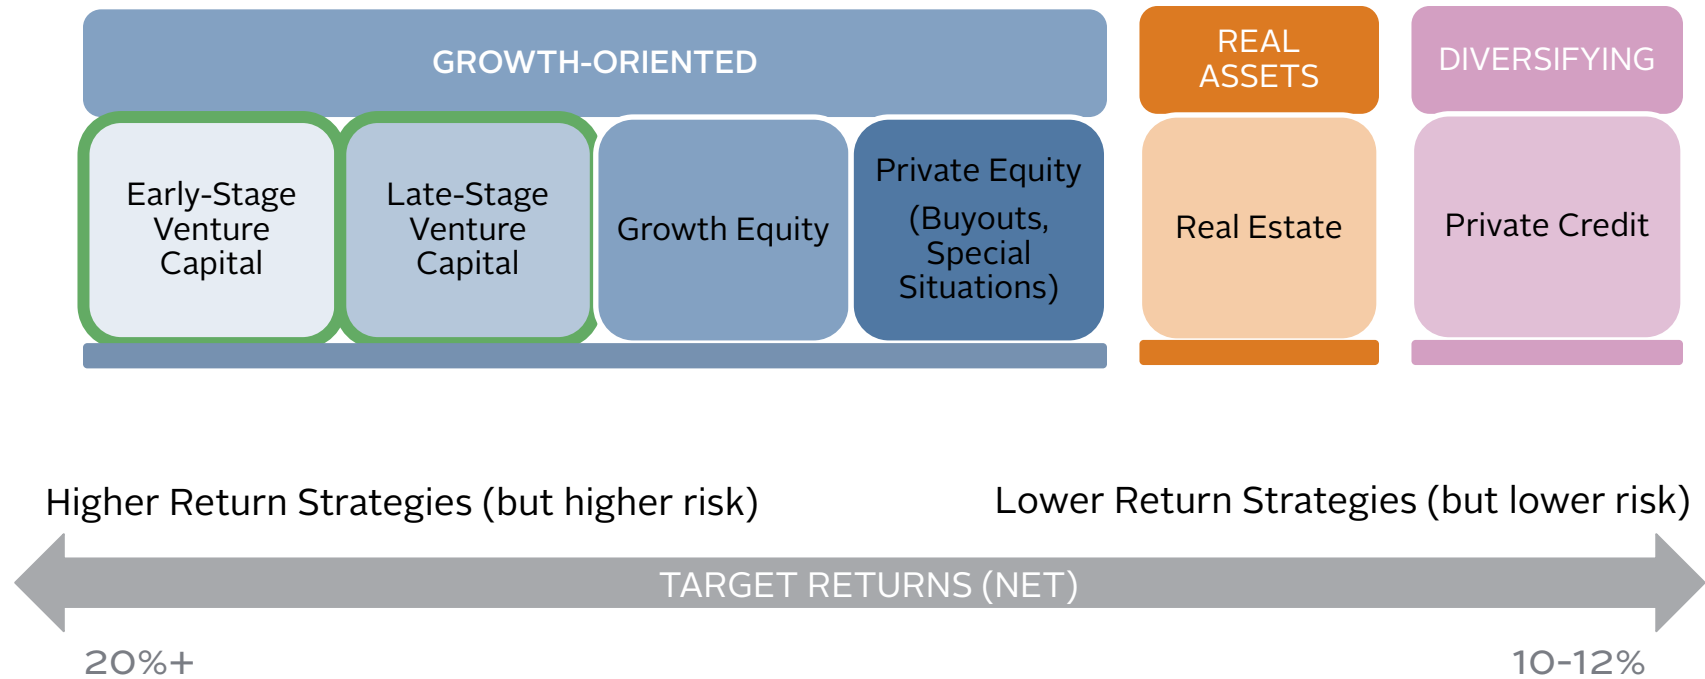 GROWTH-ORIENTED
REAL
ASSETS
DIVERSIFYING
Early-Stage
Venture
Capital
Late-Stage
Venture
Capital
Growth Equity
Private Equity
(Buyouts,
Special
Situations)
Real Estate
Private Credit
Higher Return Strategies (but higher risk)
Lower Return Strategies (but lower risk)
TARGET RETURNS (NET)
20%+
10-12%